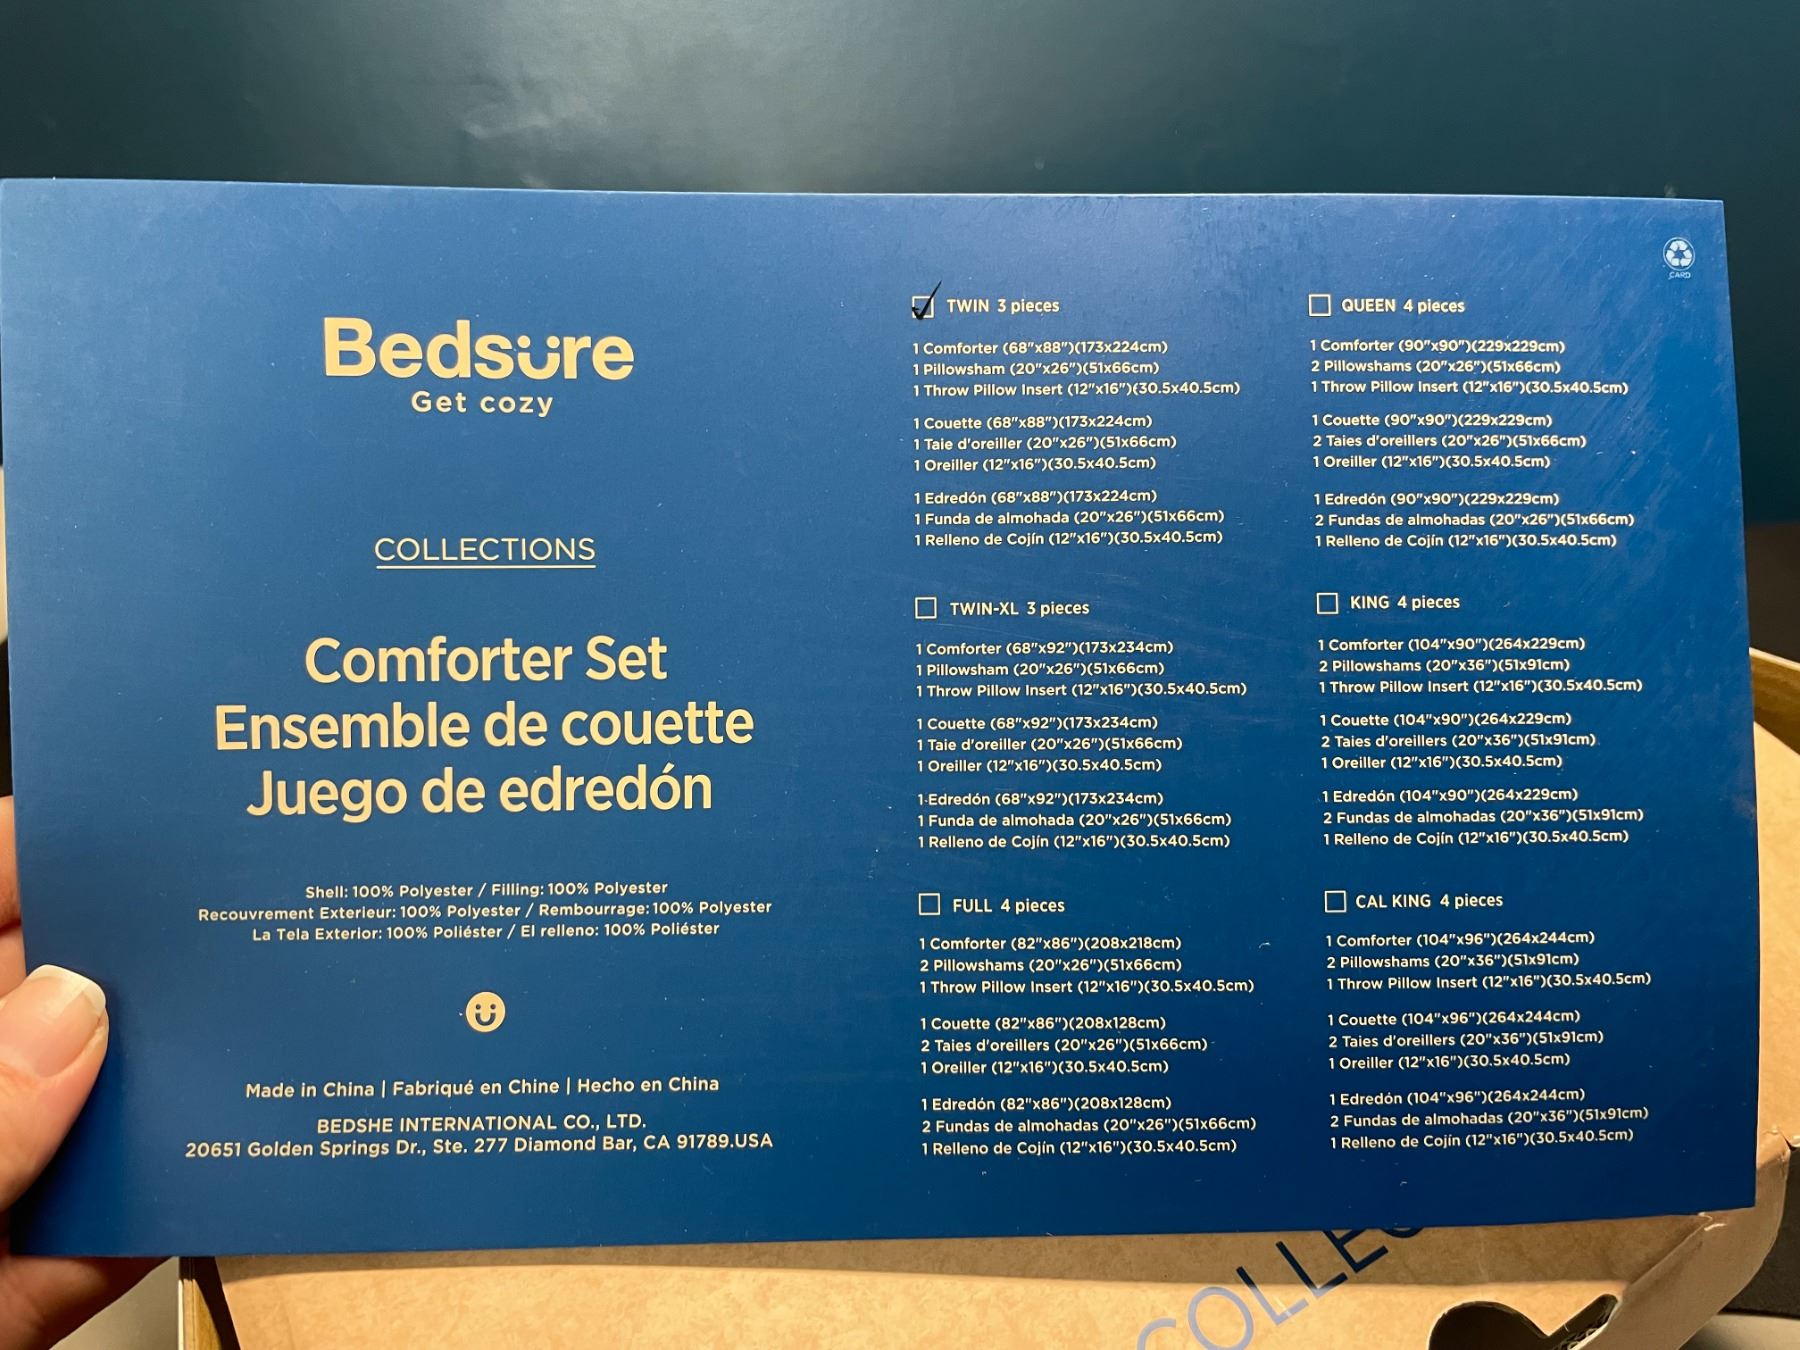 Bedsure
Get cozy
COLLECTIONS
Comforter Set
Ensemble de couette
Juego de edredón
Shell: 100% Polyester / Filling: 100% Polyester
Recouvrement Exterieur: 100% Polyester / Rembourrage: 100% Polyester
La Tela Exterior: 100% Poliéster / El relleno: 100% Poliéster
Made in China | Fabriqué en Chine | Hecho en China
BEDSHE INTERNATIONAL CO., LTD.
20651 Golden Springs Dr., Ste. 277 Diamond Bar, CA 91789.USA
TWIN 3 pieces
1 Comforter (68"x88")(173x224cm)
1 Pillowsham (20"x26")(51x66cm)
1 Throw Pillow Insert (12"x16")(30.5x40.5cm)
1 Couette (68"x88")(173x224cm)
1 Taie d'oreiller (20"x26")(51x66cm)
1 Oreiller (12"x16")(30.5x40.5cm)
1 Edredón (68"x88")(173x224cm)
1 Funda de almohada (20"x26")(51x66cm)
1 Relleno de Cojín (12"x16")(30.5x40.5cm)
TWIN-XL 3 pieces
1 Comforter (68"x92")(173x234cm)
1 Pillowsham (20"x26")(51x66cm)
1 Throw Pillow Insert (12"x16")(30.5x40.5cm)
1 Couette (68"x92")(173x234cm)
1 Taie d'oreiller (20"x26")(51x66cm)
1 Oreiller (12"x16")(30.5x40.5cm)
1 Edredón (68"x92")(173x234cm)
1 Funda de almohada (20"x26")(51x66cm)
1 Relleno de Cojín (12"x16")(30.5x40.5cm)
FULL 4 pieces
1 Comforter (82"x86")(208x218cm)
2 Pillowshams (20"x26")(51x66cm)
1 Throw Pillow Insert (12"x16")(30.5x40.5cm)
1 Couette (82"x86")(208x128cm)
2 Taies d'oreillers (20"x26")(51x66cm)
1 Oreiller (12"x16")(30.5x40.5cm)
1 Edredón (82"x86")(208x128cm)
2 Fundas de almohadas (20"x26")(51x66cm)
1 Relleno de Cojín (12"x16")(30.5x40.5cm)
QUEEN 4 pieces
1 Comforter (90"x90")(229x229cm)
2 Pillowshams (20"x26")(51x66cm)
1 Throw Pillow Insert (12"x16")(30.5x40.5cm)
1 Couette (90"x90")(229x229cm)
2 Taies d'oreillers (20"x26")(51x66cm)
1 Oreiller (12"x16")(30.5x40.5cm)
1 Edredón (90"x90")(229x229cm)
2 Fundas de almohadas (20"x26")(51x66cm)
1 Relleno de Cojín (12"x16")(30.5x40.5cm)
KING 4 pieces
1 Comforter (104"x90")(264x229cm)
2 Pillowshams (20"x36")(51x91cm)
1 Throw Pillow Insert (12"x16")(30.5x40.5cm)
1 Couette (104"x90")(264x229cm)
2 Taies d'oreillers (20"x36")(51x91cm)
1 Oreiller (12"x16")(30.5x40.5cm)
1 Edredón (104"x90")(264x229cm)
2 Fundas de almohadas (20"x36")(51x91cm)
1 Relleno de Cojín (12"x16")(30.5x40.5cm)
CAL KING 4 pieces
1 Comforter (104"x96")(264x244cm)
2 Pillowshams (20"x36")(51x91cm)
1 Throw Pillow Insert (12"x16")(30.5x40.5cm)
1 Couette (104"x96")(264x244cm)
2 Taies d'oreillers (20"x36")(51x91cm)
1 Oreiller (12"x16")(30.5x40.5cm)
1 Edredón (104"x96")(264x244cm)
2 Fundas de almohadas (20"x36")(51x91cm)
1 Relleno de Cojín (12"x16")(30.5x40.5cm)
CARD
COLLEC